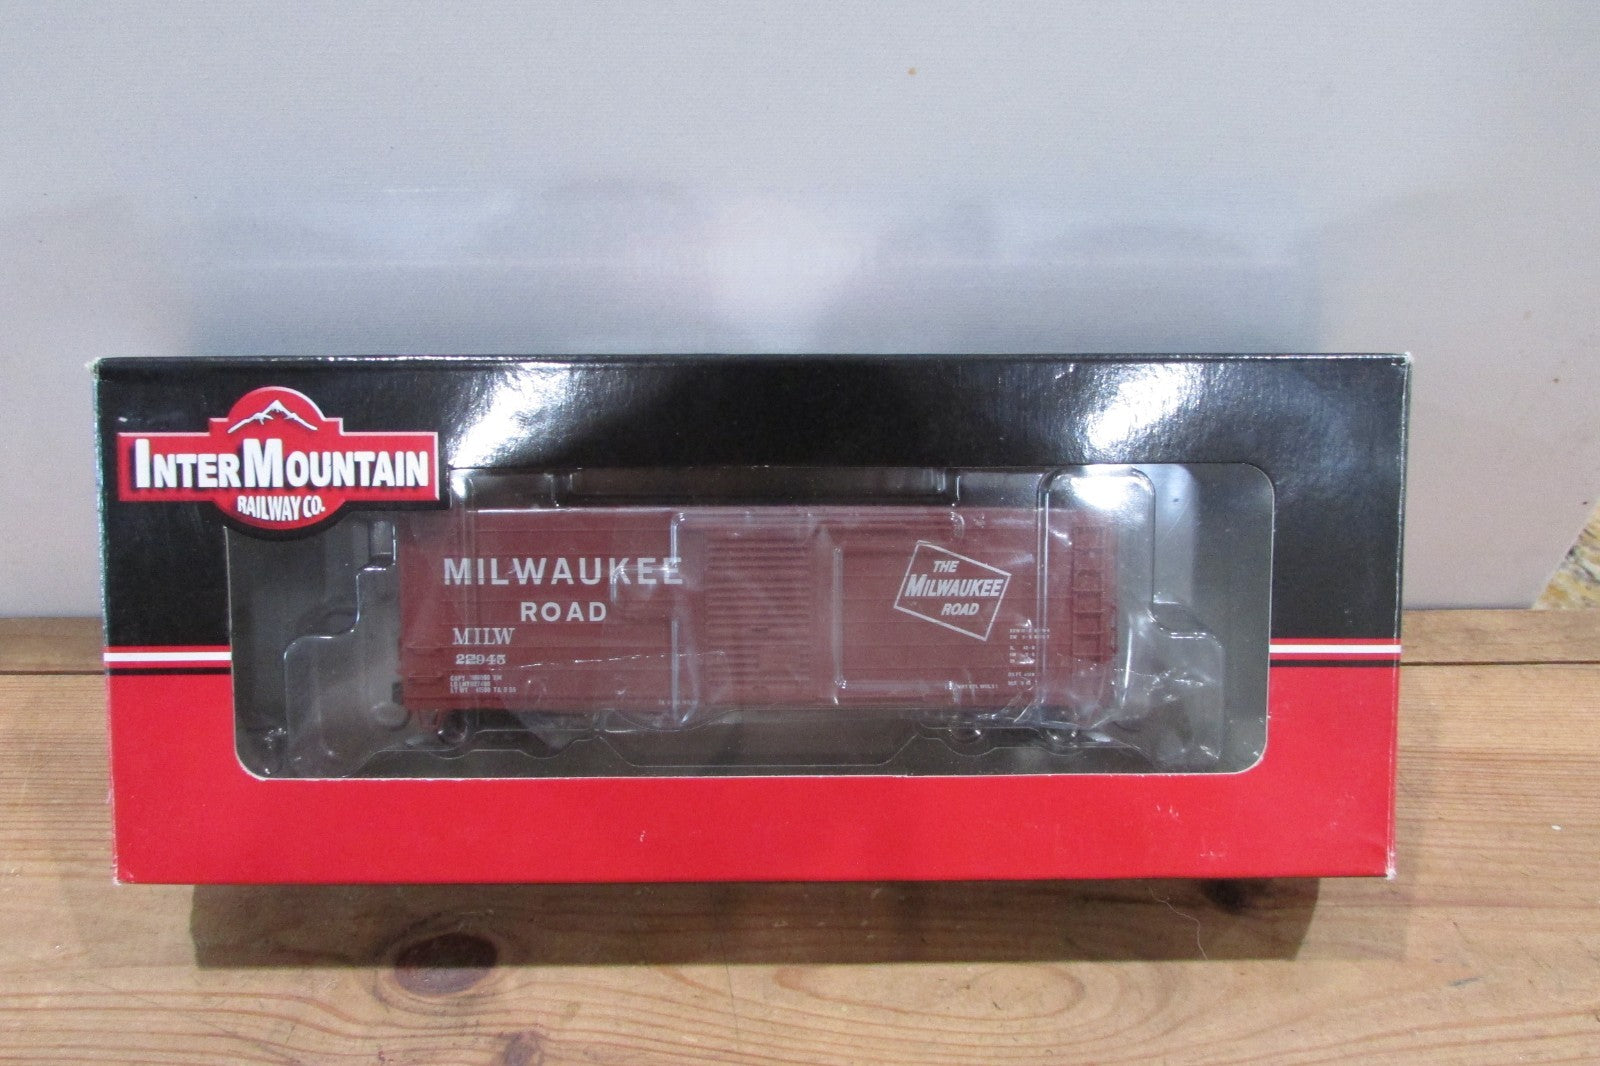 INTERMOUNTAIN
RAILWAY CO.
MILWAUKEE
ROAD
MILW
22945
THE
MILWAUKEE
ROAD